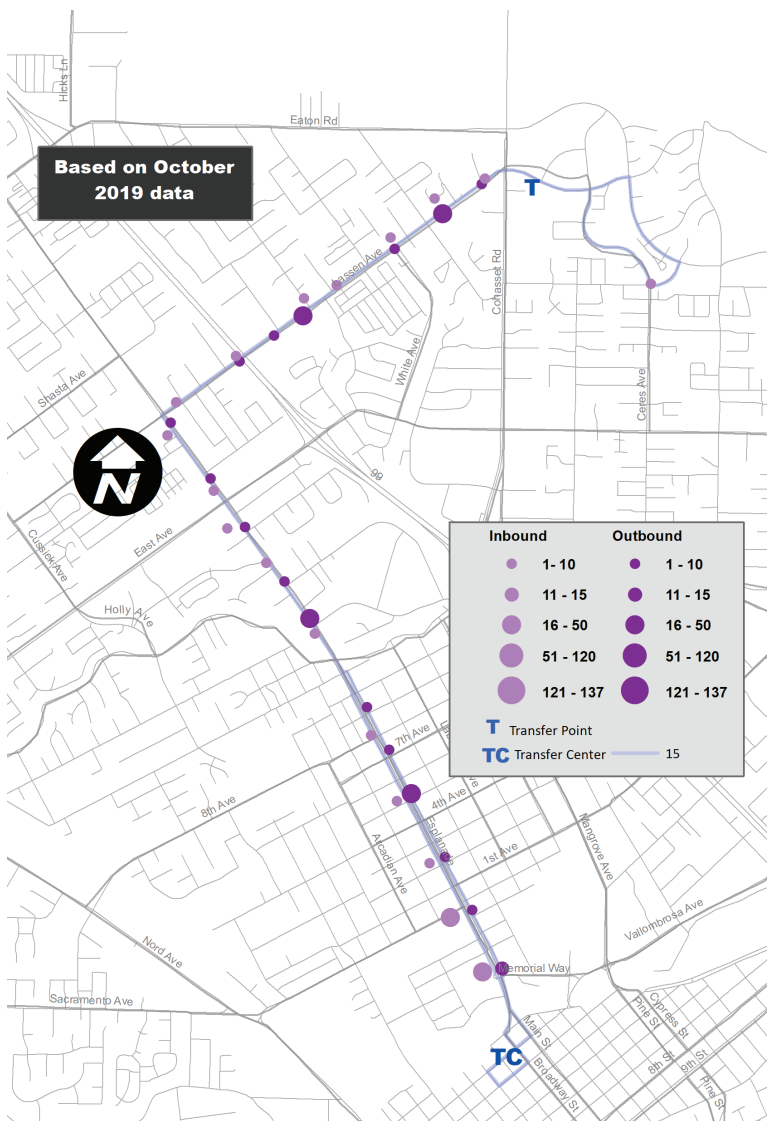 Hicks Ln
Eaton Rd
Based on October
2019 data
T
Cohasset Rd
White Ave
Ceres Ave
Shasta Ave
99
N
East Ave
Cussick Ave
Holly Ave
Inbound
Outbound
1- 10
1 - 10
11 - 15
11 - 15
16 - 50
16 - 50
51 - 120
51 - 120
121 - 137
121 - 137
T Transfer Point
TC Transfer Center
15
7th Ave
8th Ave
4th Ave
Esplanade
1st Ave
Arcadian Ave
Mangrove Ave
Vallombrosa Ave
Nord Ave
Memorial Way
Sacramento Ave
Main St
Cypress St
Pine St
TC
Broadway St
8th St
9th St
Pine St